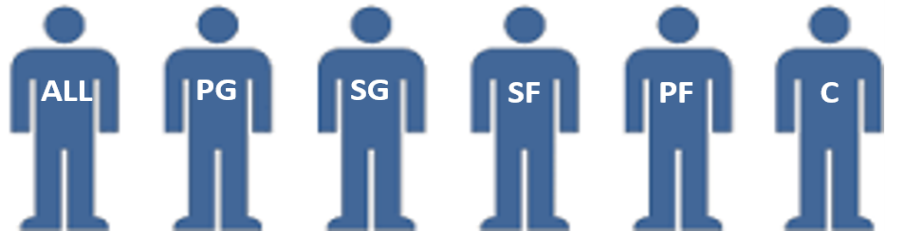 ALL PG SG SF PF C